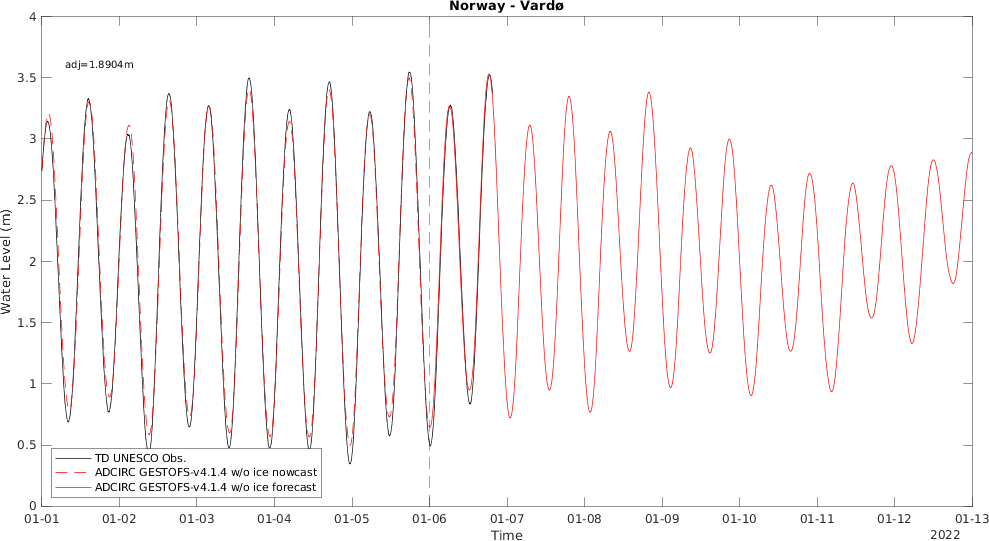 Norway - Vardø
adj=1.8904m
Water Level (m)
4
3.5
3
2.5
2
1.5
1
0.5
0
TD UNESCO Obs.
ADCIRC GESTOFS-v4.1.4 w/o ice nowcast
ADCIRC GESTOFS-v4.1.4 w/o ice forecast
01-01 01-02 01-03 01-04 01-05 01-06 01-07 01-08 01-09 01-10 01-11 01-12 01-13
Time
2022